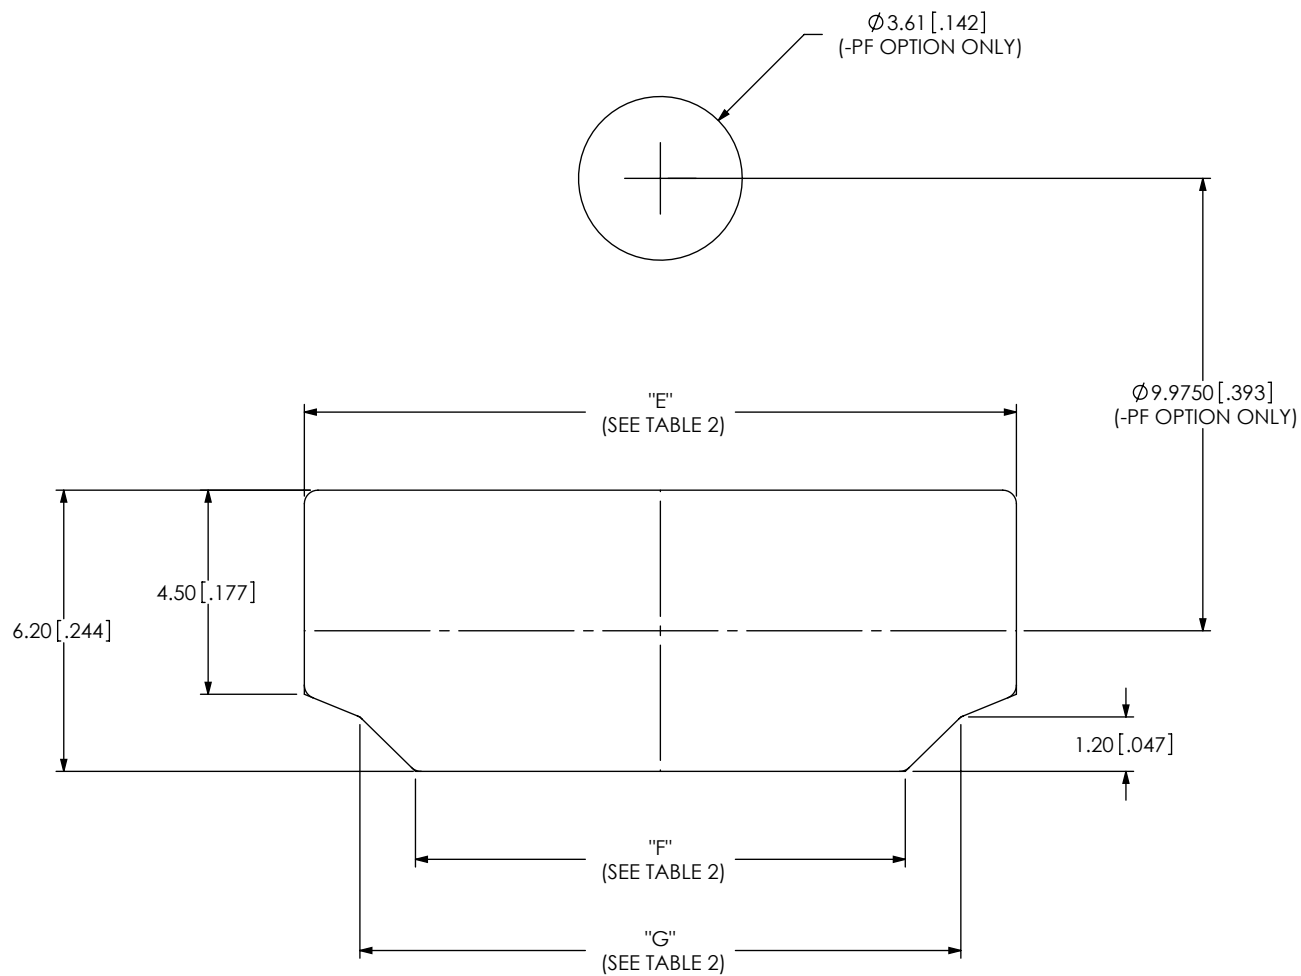 Ø3.61[.142]
(-PF OPTION ONLY)
Ø9.9750[.393]
(-PF OPTION ONLY)
"E"
(SEE TABLE 2)
4.50[.177]
6.20[.244]
1.20[.047]
"F"
(SEE TABLE 2)
"G"
(SEE TABLE 2)